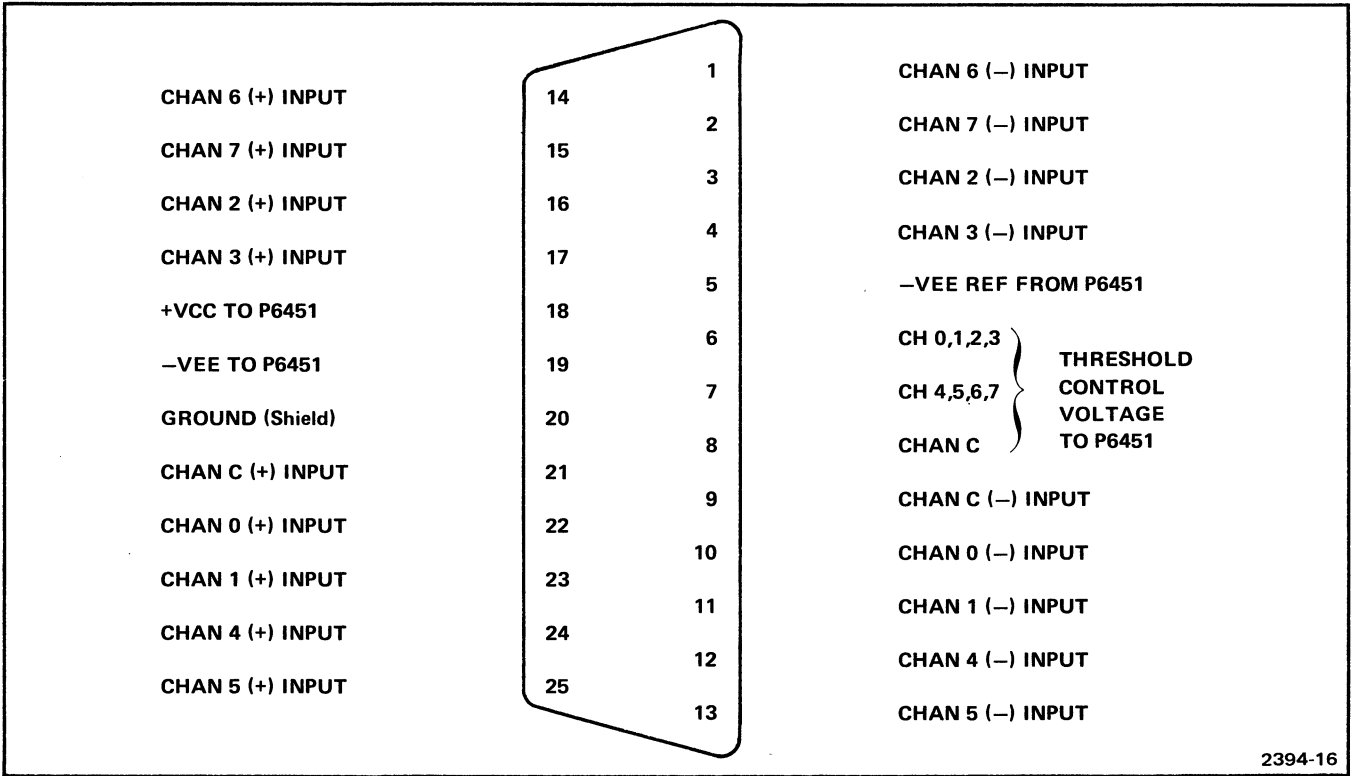 1 CHAN 6 (–) INPUT
CHAN 6 (+) INPUT 14
2 CHAN 7 (–) INPUT
CHAN 7 (+) INPUT 15
3 CHAN 2 (–) INPUT
CHAN 2 (+) INPUT 16
4 CHAN 3 (–) INPUT
CHAN 3 (+) INPUT 17
5 –VEE REF FROM P6451
+VCC TO P6451 18
6 CH 0,1,2,3
THRESHOLD
–VEE TO P6451 19
7 CH 4,5,6,7 CONTROL
VOLTAGE
GROUND (Shield) 20
8 CHAN C TO P6451
CHAN C (+) INPUT 21
9 CHAN C (–) INPUT
CHAN 0 (+) INPUT 22
10 CHAN 0 (–) INPUT
CHAN 1 (+) INPUT 23
11 CHAN 1 (–) INPUT
CHAN 4 (+) INPUT 24
12 CHAN 4 (–) INPUT
CHAN 5 (+) INPUT 25
13 CHAN 5 (–) INPUT
2394-16